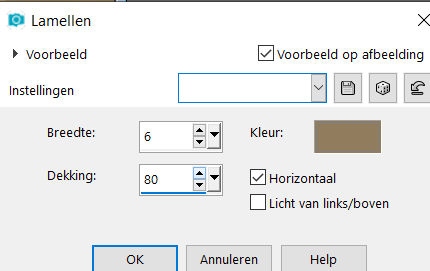 Lamellen
Voorbeeld
Voorbeeld op afbeelding
Instellingen
Breedte: 6 Kleur:
Dekking: 80 Horizontaal
Licht van links/boven
OK Annuleren Help